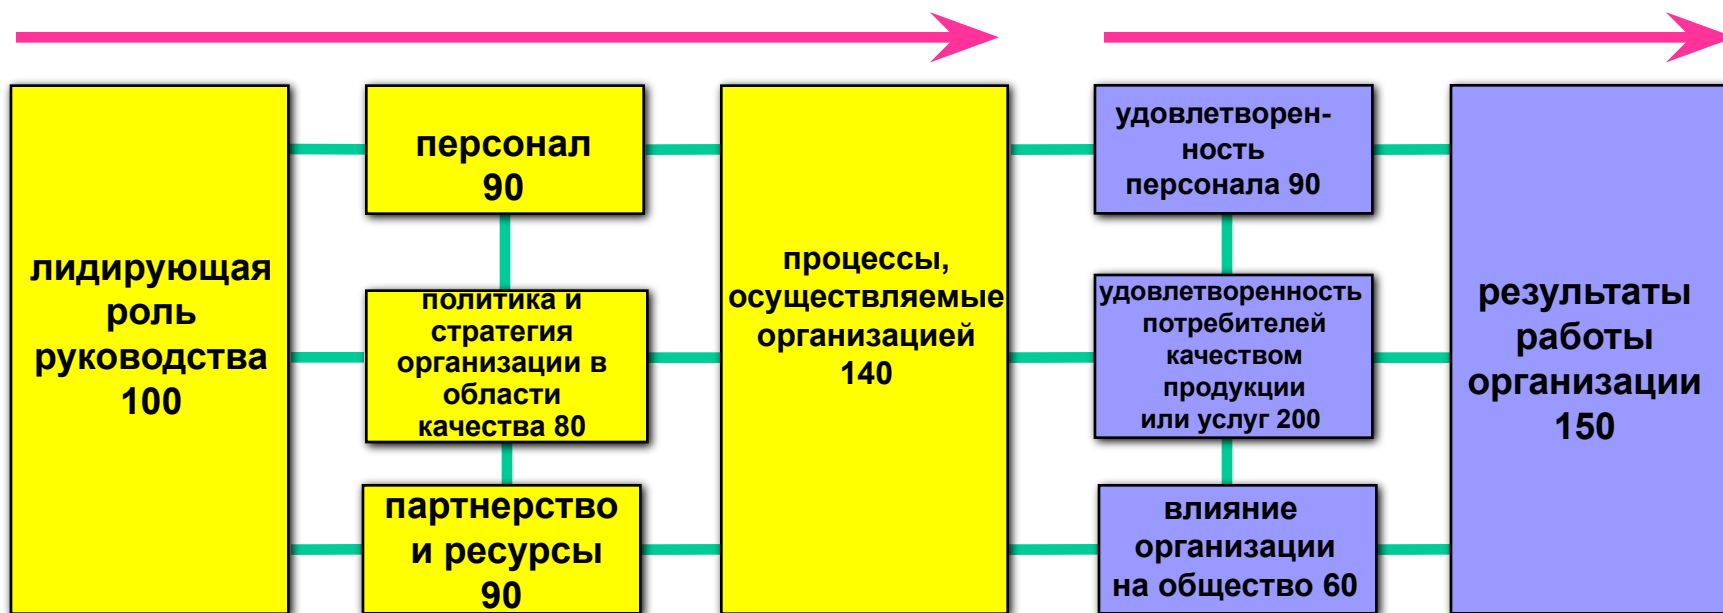 лидирующая
роль
руководства
100
персонал
90
политика и
стратегия
организации в
области
качества 80
партнерство
и ресурсы
90
процессы,
осуществляемые
организацией
140
удовлетворен-
ность
персонала 90
удовлетворенность
потребителей
качеством
продукции
или услуг 200
влияние
организации
на общество 60
результаты
работы
организации
150